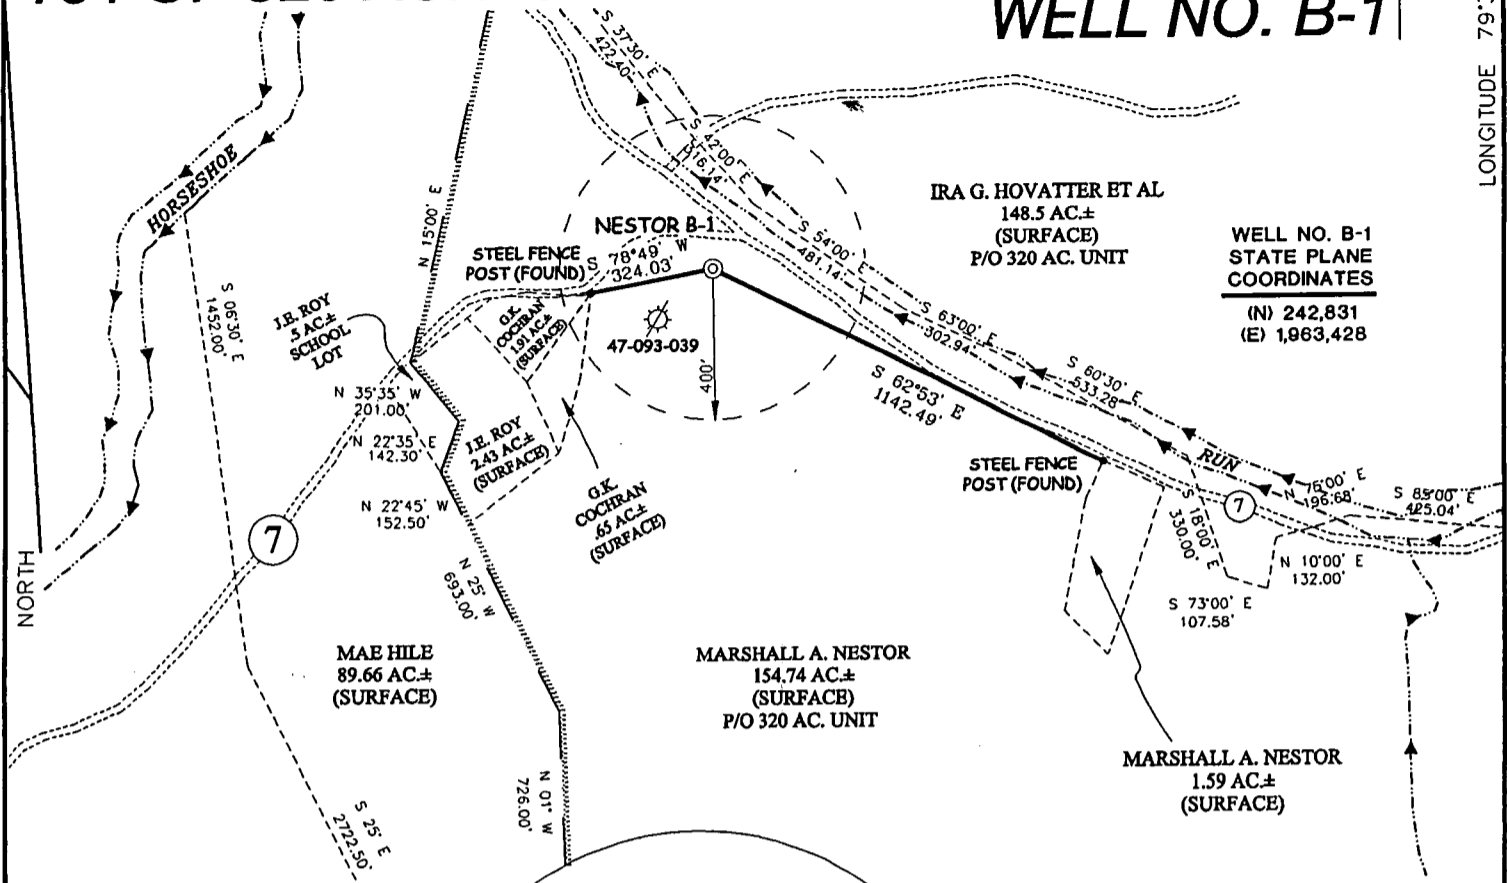 WELL NO. B-1
LONGITUDE 79°
S 37°30' E
422.40'
S 42°00' E
916.14'
HORSESHOE
N 15°00' E
IRA G. HOVATTER ET AL
148.5 AC.±
(SURFACE)
P/O 320 AC. UNIT
NESTOR B-1
STEEL FENCE
POST (FOUND)
S 78°49' W
324.03'
S 54°00' E
481.14'
WELL NO. B-1
STATE PLANE
COORDINATES
(N) 242,831
(E) 1,963,428
S 06°30' E
1452.00'
J.E. ROY
.5 AC.±
SCHOOL
LOT
G.K.
COCHRAN
1.91 AC.±
(SURFACE)
47-093-039
400'
S 63°00' E
302.94'
S 62°53' E
1142.49'
S 60°30' E
533.28'
N 35°35' W
201.00'
N 22°35' E
142.30'
J.E. ROY
2.43 AC.±
(SURFACE)
N 22°45' W
152.50'
G.K.
COCHRAN
.65 AC.±
(SURFACE)
STEEL FENCE
POST (FOUND)
RUN
N 76°00' E
196.68'
S 85°00' E
425.04'
S 18°00' E
330.00'
7
7
N 10°00' E
132.00'
S 73°00' E
107.58'
NORTH
N 25° W
693.00'
MAE HILE
89.66 AC.±
(SURFACE)
MARSHALL A. NESTOR
154.74 AC.±
(SURFACE)
P/O 320 AC. UNIT
MARSHALL A. NESTOR
1.59 AC.±
(SURFACE)
N 01° W
726.00'
S 25° E
2722.50'